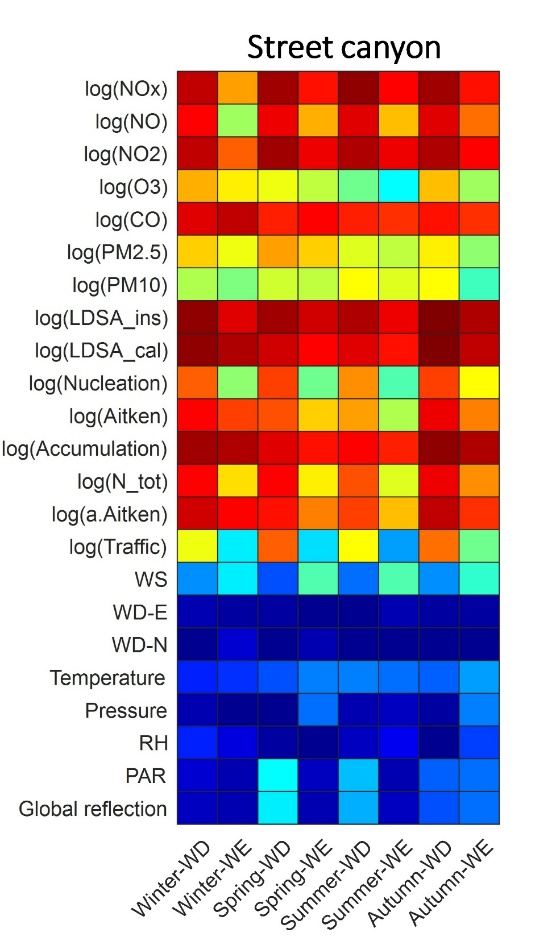 Street canyon
log(NOx)
log(NO)
log(NO2)
log(O3)
log(CO)
log(PM2.5)
log(PM10)
log(LDSA_ins)
log(LDSA_cal)
log(Nucleation)
log(Aitken)
log(Accumulation)
log(N_tot)
log(a.Aitken)
log(Traffic)
WS
WD-E
WD-N
Temperature
Pressure
RH
PAR
Global reflection
Winter-WD
Winter-WE
Spring-WD
Spring-WE
Summer-WD
Summer-WE
Autumn-WD
Autumn-WE